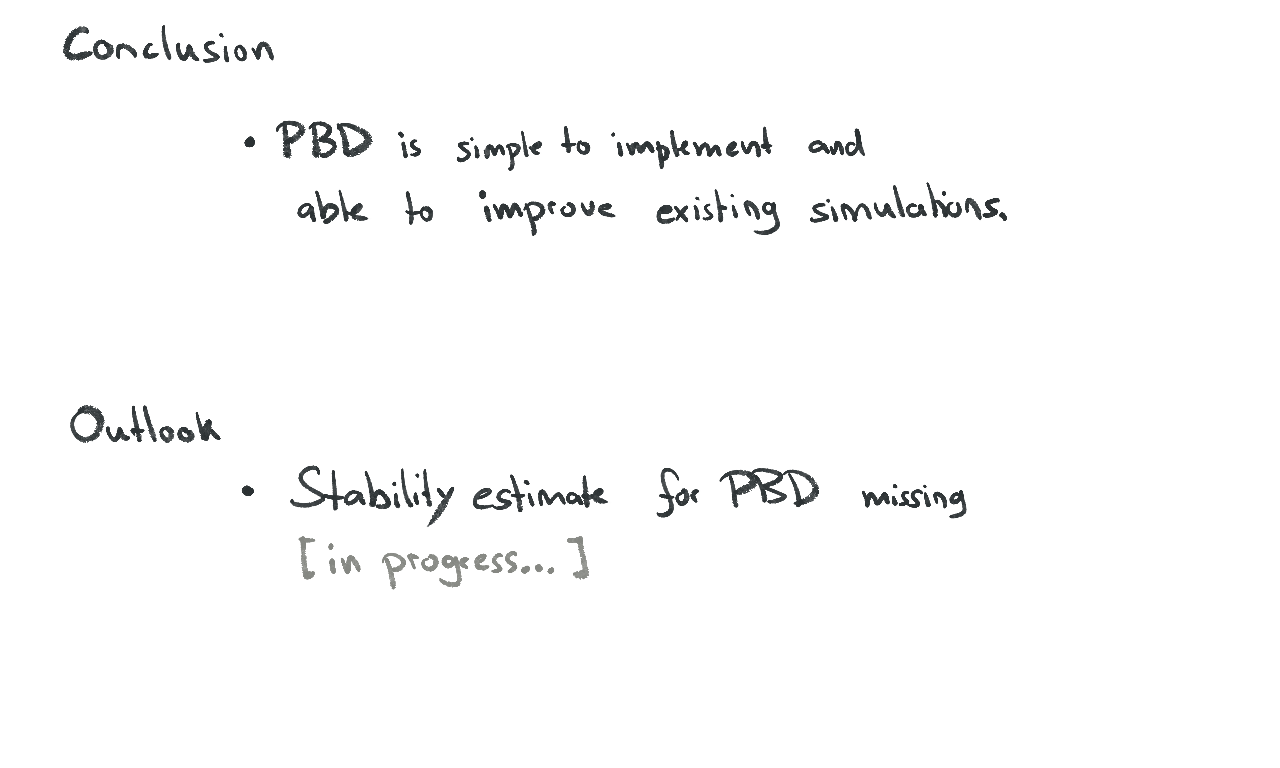 Conclusion
• PBD is simple to implement and
able to improve existing simulations.
Outlook
• Stability estimate for PBD missing
[in progress...]